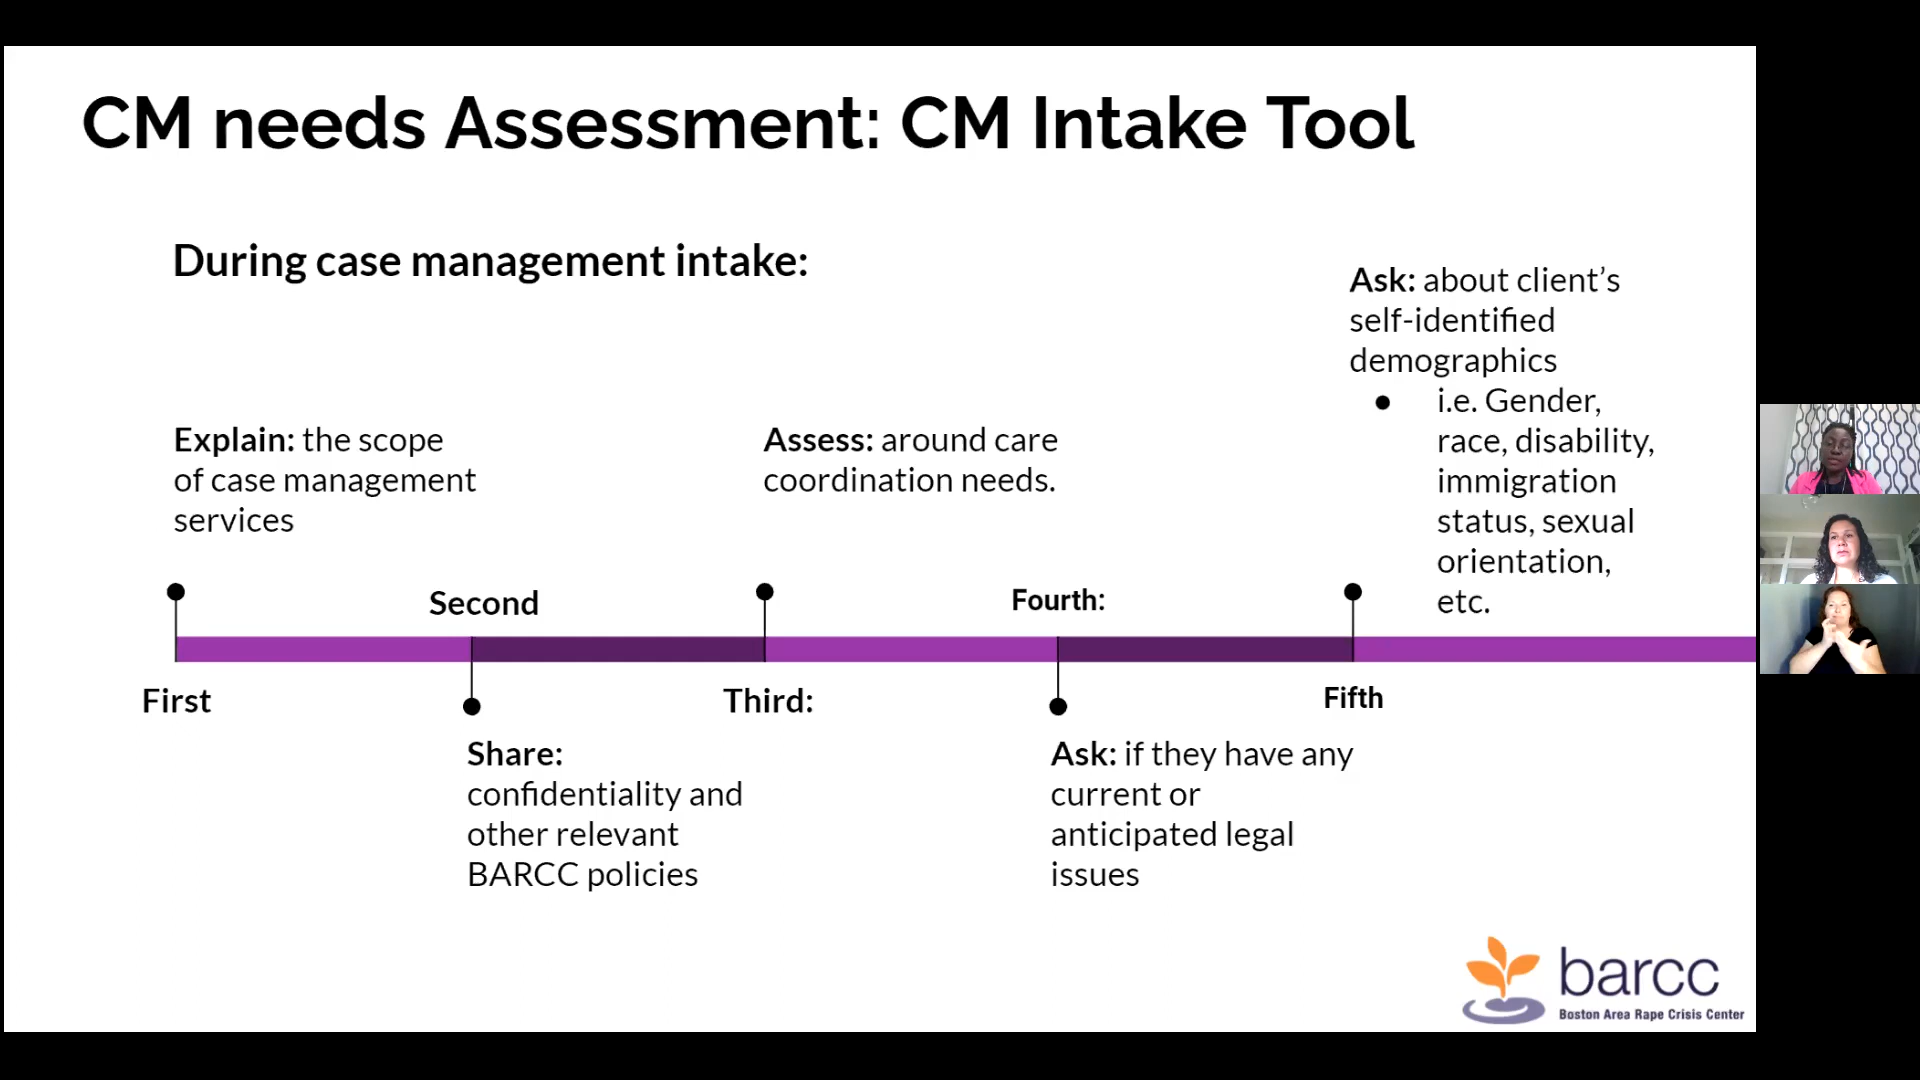 CM needs Assessment: CM Intake Tool
During case management intake:
Explain: the scope
of case management
services
First
Second
Share:
confidentiality and
other relevant
BARCC policies
Assess: around care
coordination needs.
Third:
Fourth:
Ask: if they have any
current or
anticipated legal
issues
Ask: about client’s
self-identified
demographics
● i.e. Gender,
race, disability,
immigration
status, sexual
orientation,
etc.
Fifth
barcc
Boston Area Rape Crisis Center